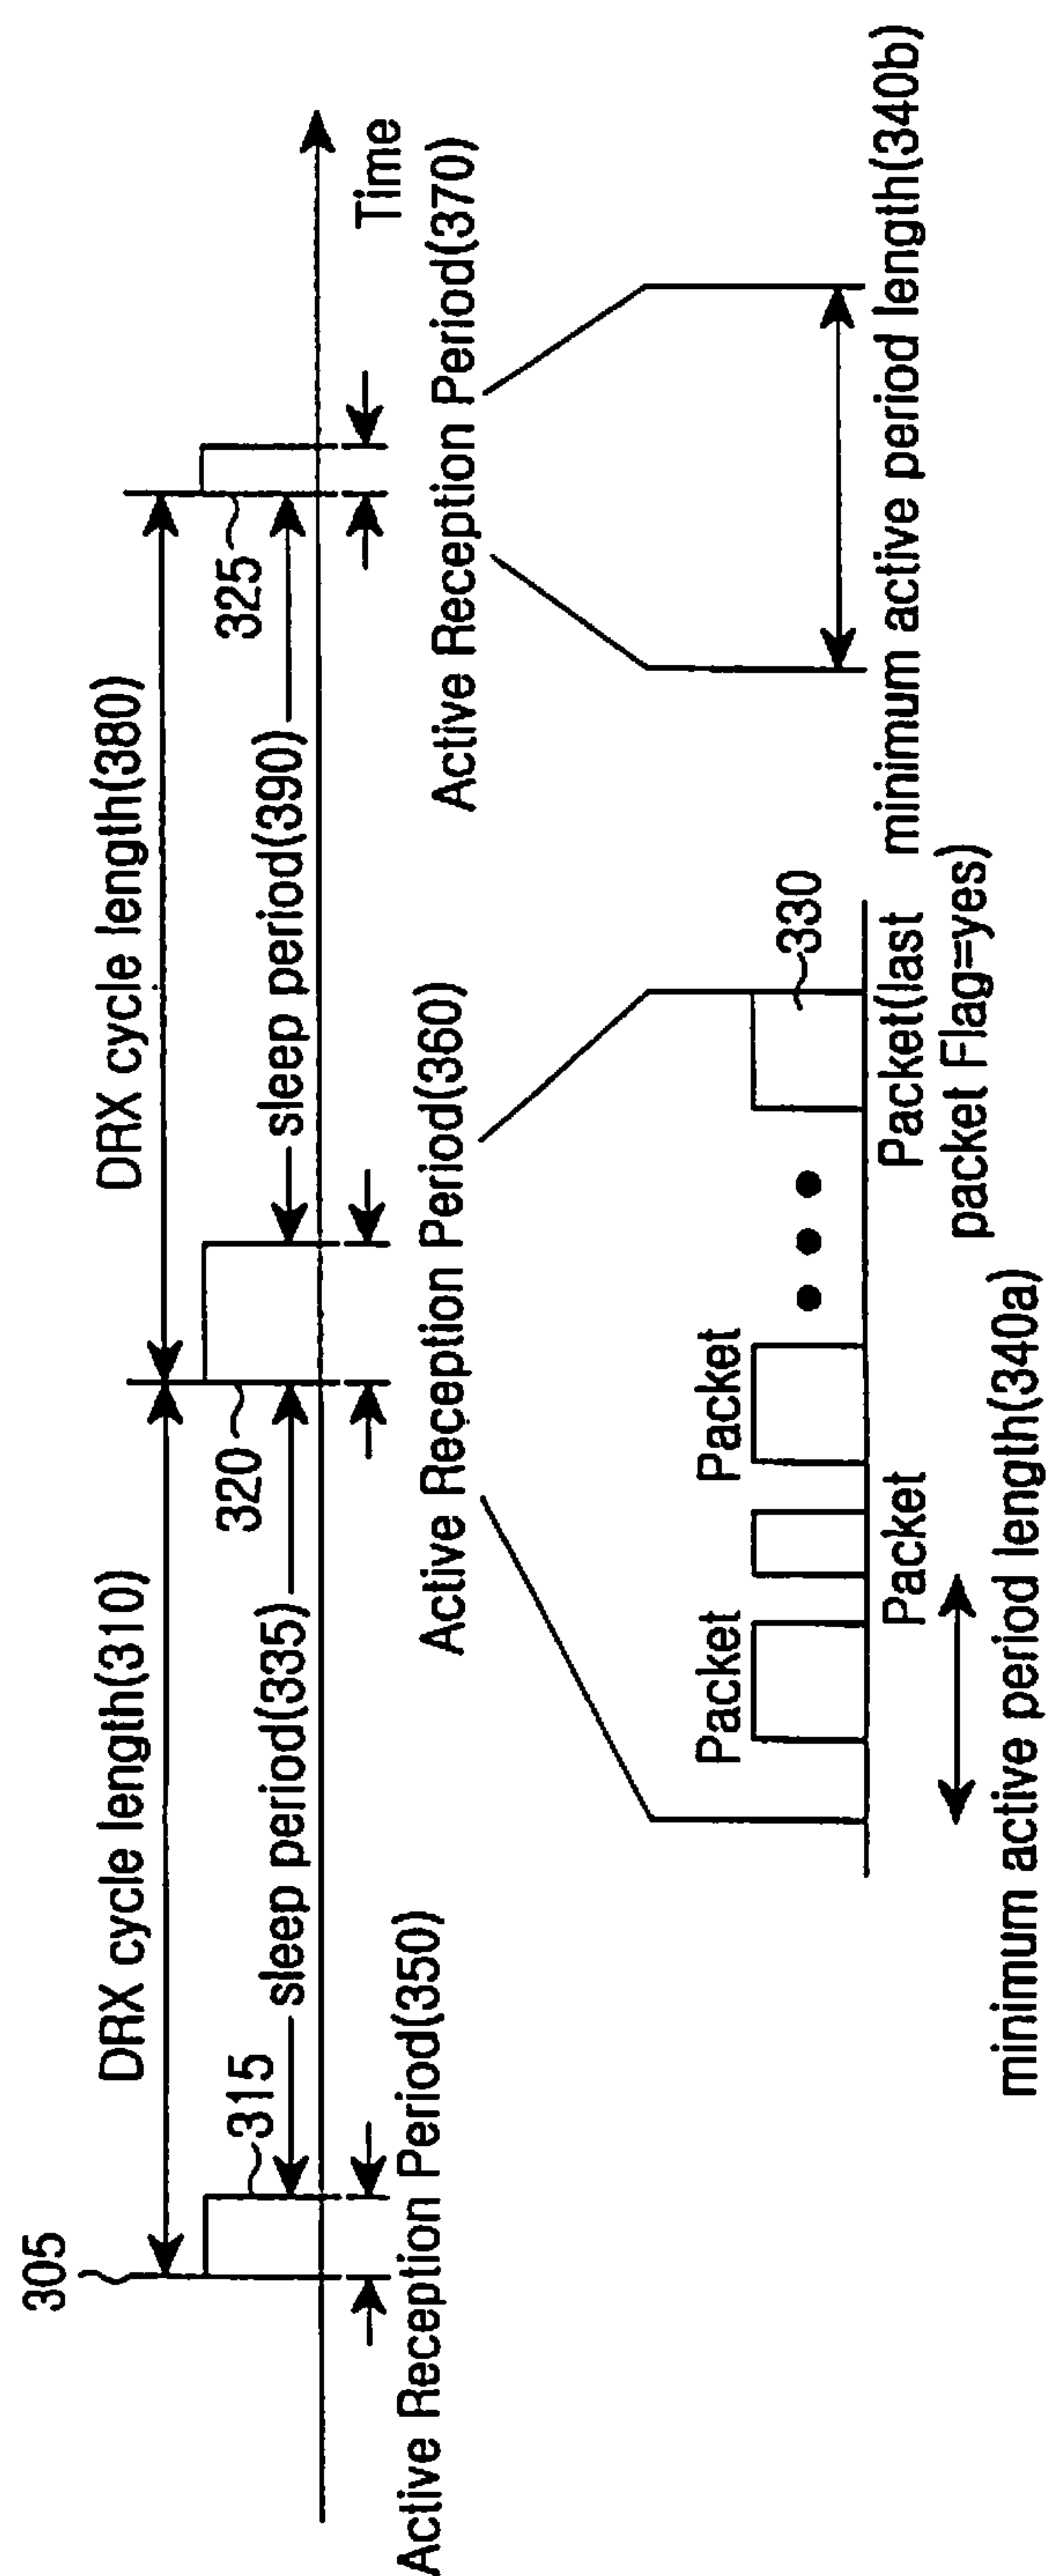 305
DRX cycle length(310)
DRX cycle length(380)
315
320
325
sleep period(335)
sleep period(390)
Time
Active Reception Period(350)
Active Reception Period(360)
Active Reception Period(370)
Packet
Packet
Packet
330
Packet(last
packet Flag=yes)
minimum active period length(340a)
minimum active period length(340b)